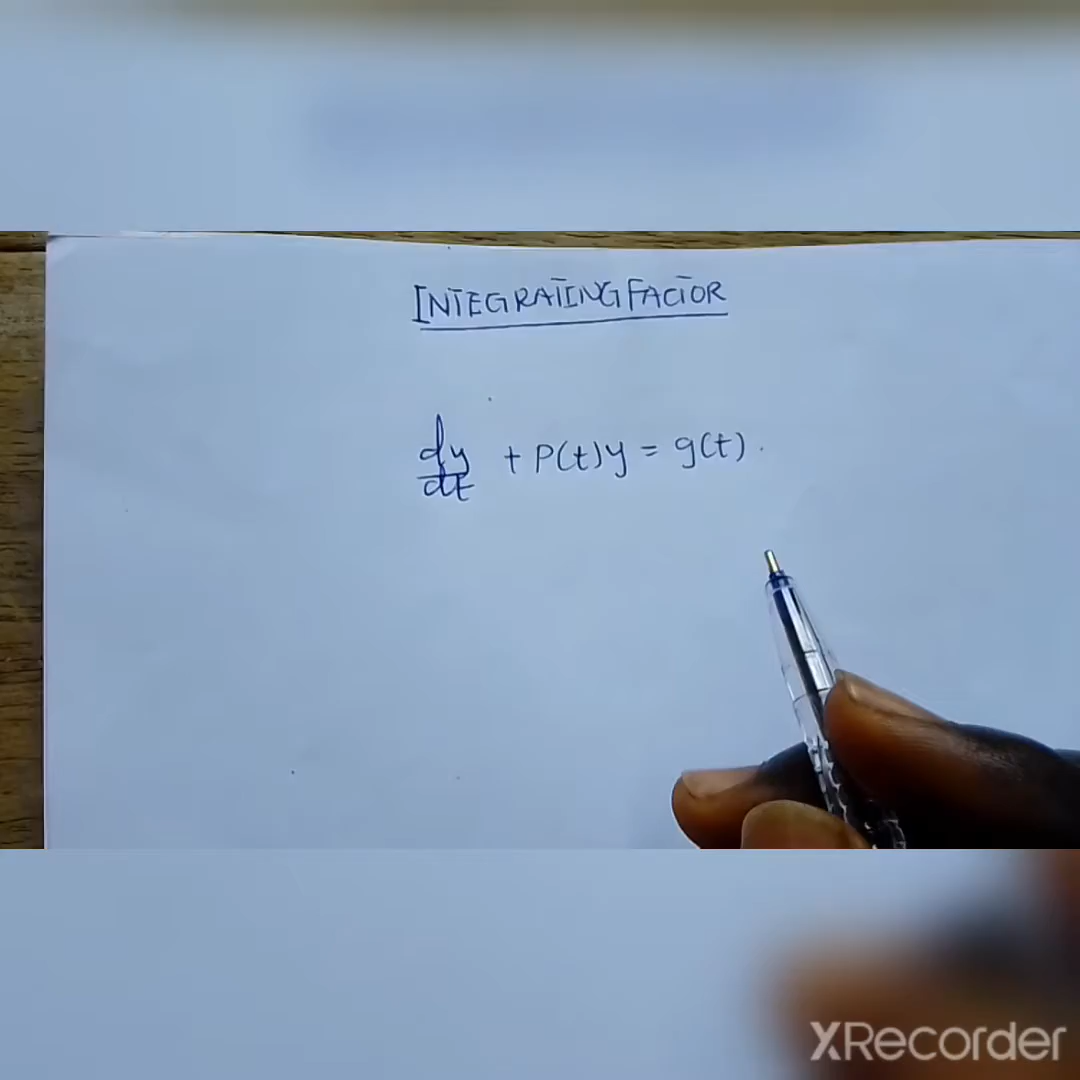 INTEGRATING FACTOR
dy/dt + P(t)y = g(t).
XRecorder